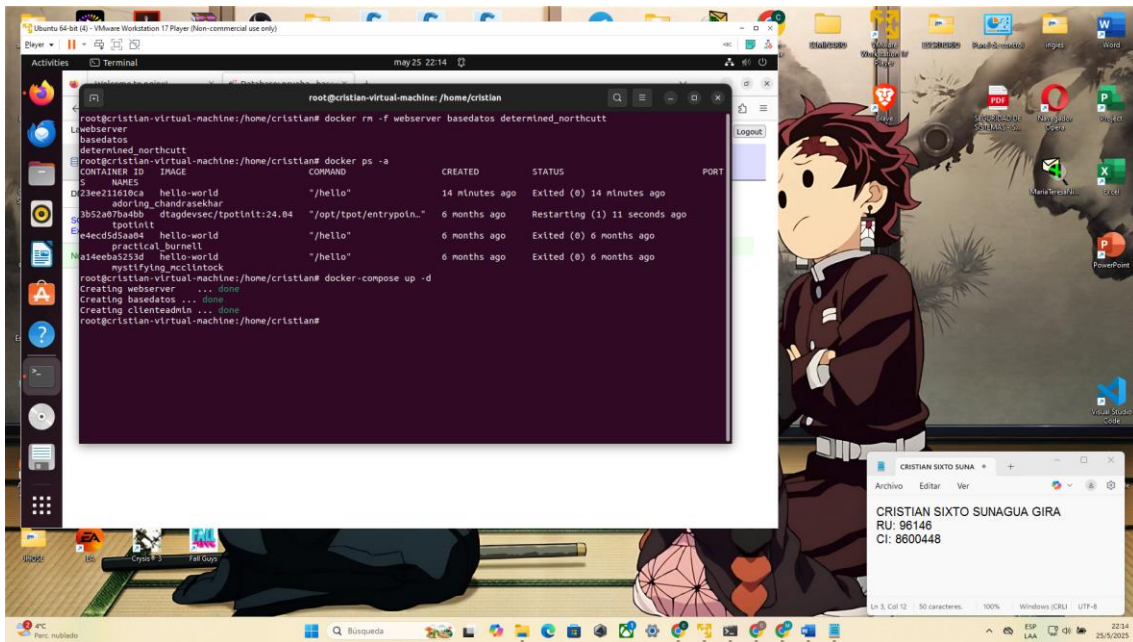 Ubuntu 64-bit (4) - VMware Workstation 17 Player (Non-commercial use only)
Player
Activities Terminal may 25 22:14
root@cristian-virtual-machine: /home/cristian
Logout
root@cristian-virtual-machine:/home/cristian# docker rm -f webserver basedatos determined_northcutt
webserver
basedatos
determined_northcutt
root@cristian-virtual-machine:/home/cristian# docker ps -a
CONTAINER ID IMAGE COMMAND CREATED STATUS PORT
S NAMES
23ee211610ca hello-world "/hello" 14 minutes ago Exited (0) 14 minutes ago
adoring_chandrasekhar
3b52a07ba4bb dtagdevsec/tpotinit:24.04 "/opt/tpot/entrypoin…" 6 months ago Restarting (1) 11 seconds ago
tpotinit
e4ecd5d5aa04 hello-world "/hello" 6 months ago Exited (0) 6 months ago
practical_burnell
a14eeba5253d hello-world "/hello" 6 months ago Exited (0) 6 months ago
mystifying_mcclintock
root@cristian-virtual-machine:/home/cristian# docker-compose up -d
Creating webserver ... done
Creating basedatos ... done
Creating clienteadmin ... done
root@cristian-virtual-machine:/home/cristian#
Word
Brave
PDF
Opera
Project
Excel
PowerPoint
Visual Studio
Code
EA
Crysis® 3
Fall Guys
CRISTIAN SIXTO SUNA
Archivo Editar Ver
CRISTIAN SIXTO SUNAGUA GIRA
RU: 96146
CI: 8600448
Ln 3, Col 12 50 caracteres. 100% Windows (CRLI UTF-8
4°C
Parc. nublado
Búsqueda
ESP
LAA
22:14
25/5/2025